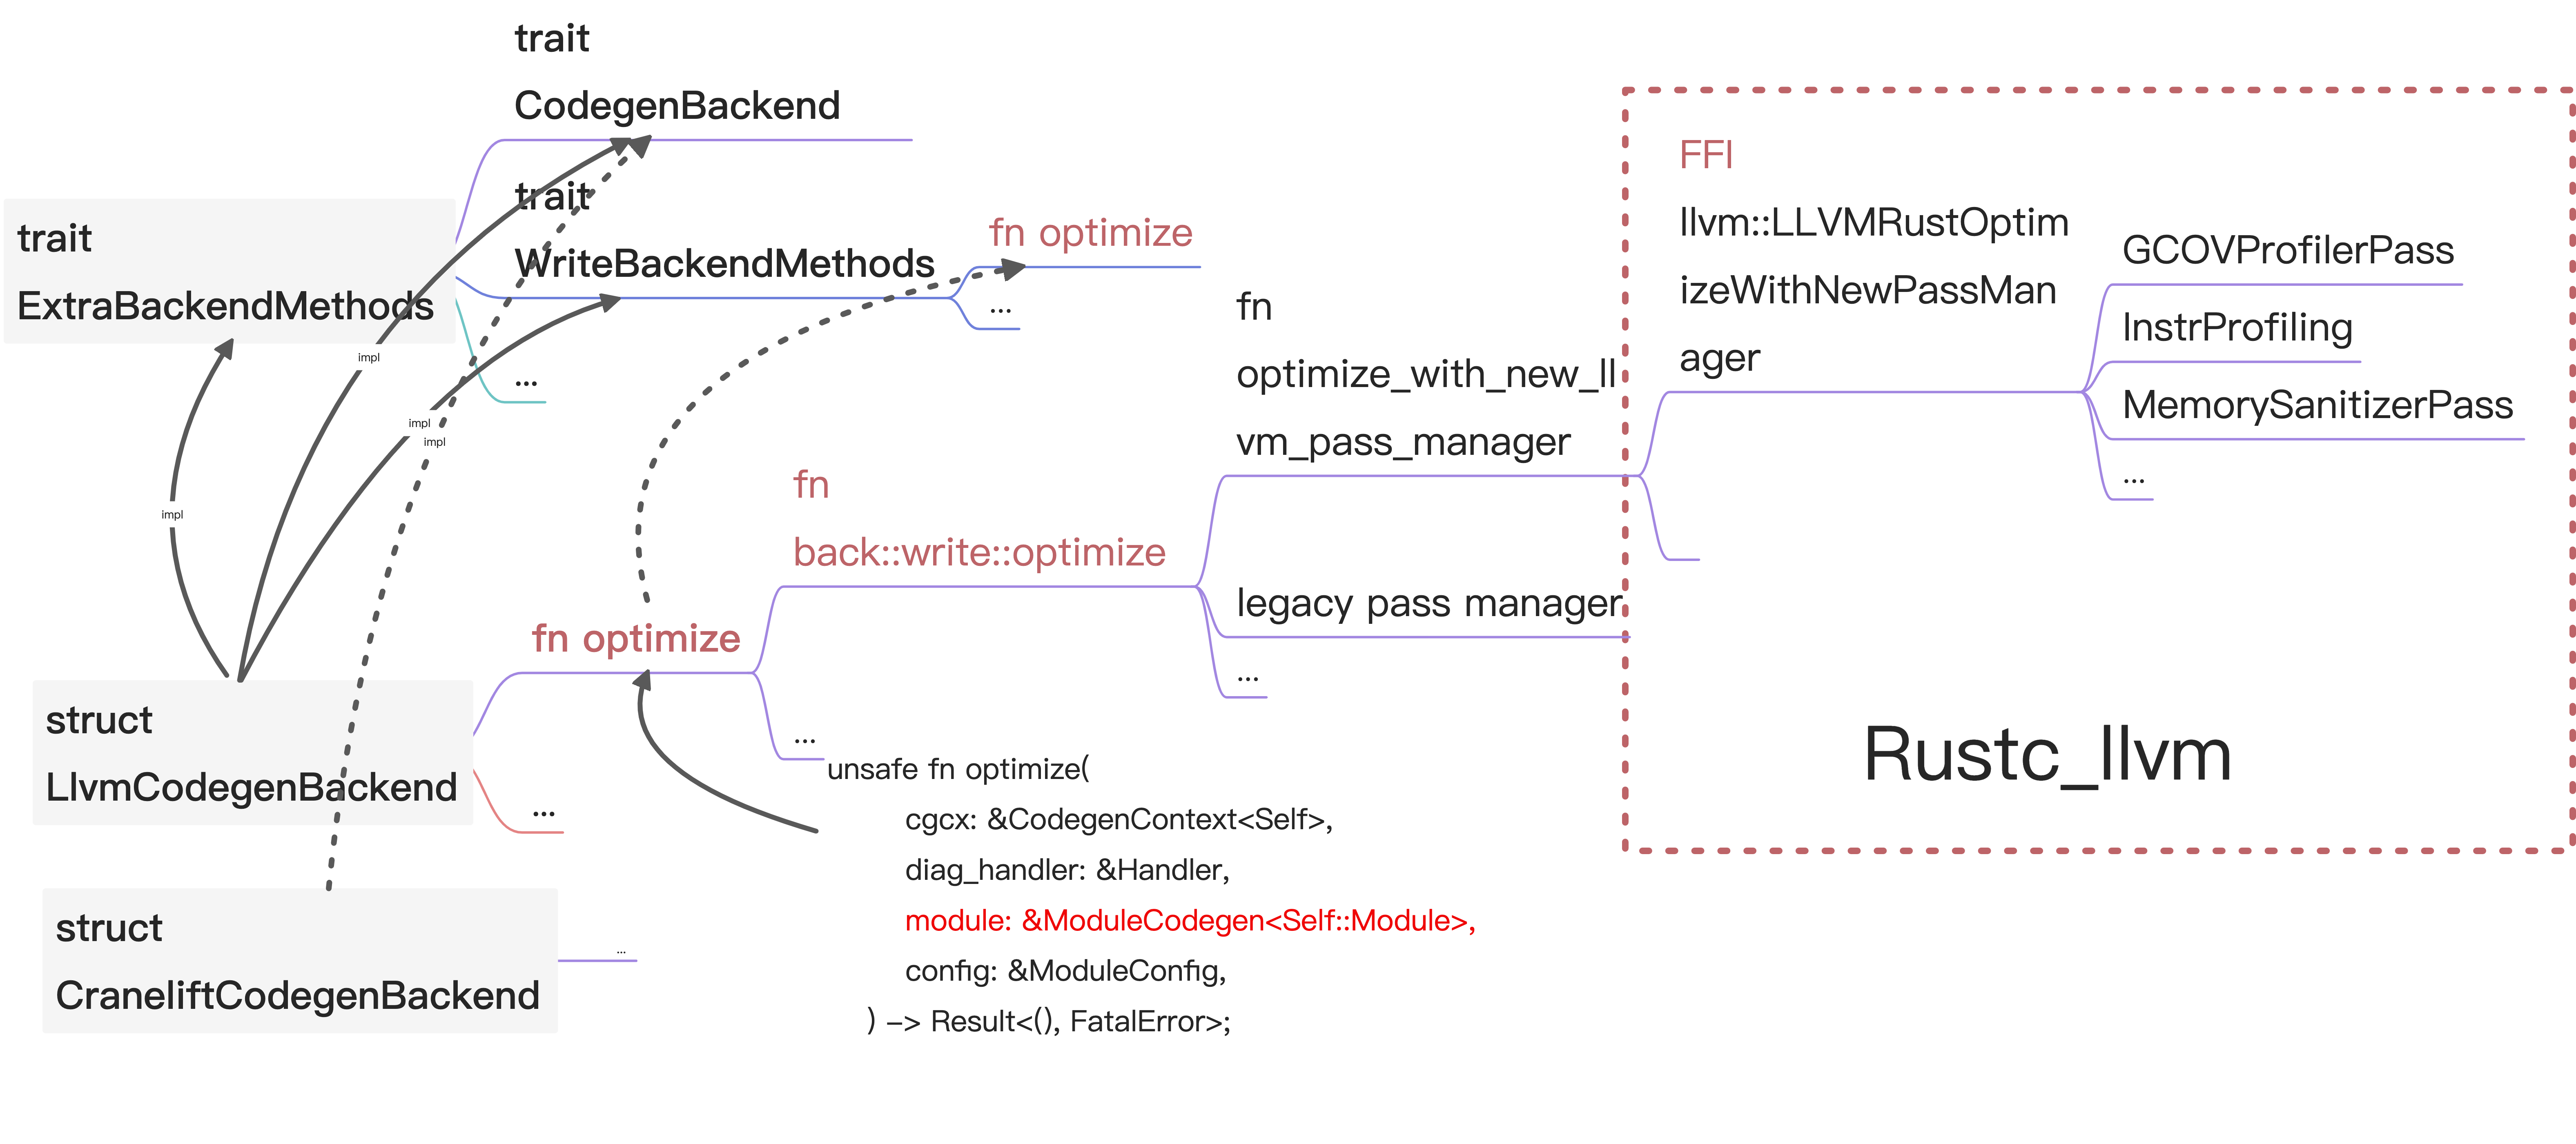 trait
CodegenBackend
trait
WriteBackendMethods
...
trait
ExtraBackendMethods
fn optimize
...
impl
impl
impl
impl
struct
LlvmCodegenBackend
fn optimize
...
fn
back::write::optimize
...
fn
optimize_with_new_ll
vm_pass_manager
legacy pass manager
...
FFI
llvm::LLVMRustOptim
izeWithNewPassMan
ager
GCOVProfilerPass
InstrProfiling
MemorySanitizerPass
...
Rustc_llvm
unsafe fn optimize(
cgcx: &CodegenContext<Self>,
diag_handler: &Handler,
module: &ModuleCodegen<Self::Module>,
config: &ModuleConfig,
) -> Result<(), FatalError>;
struct
CraneliftCodegenBackend
...